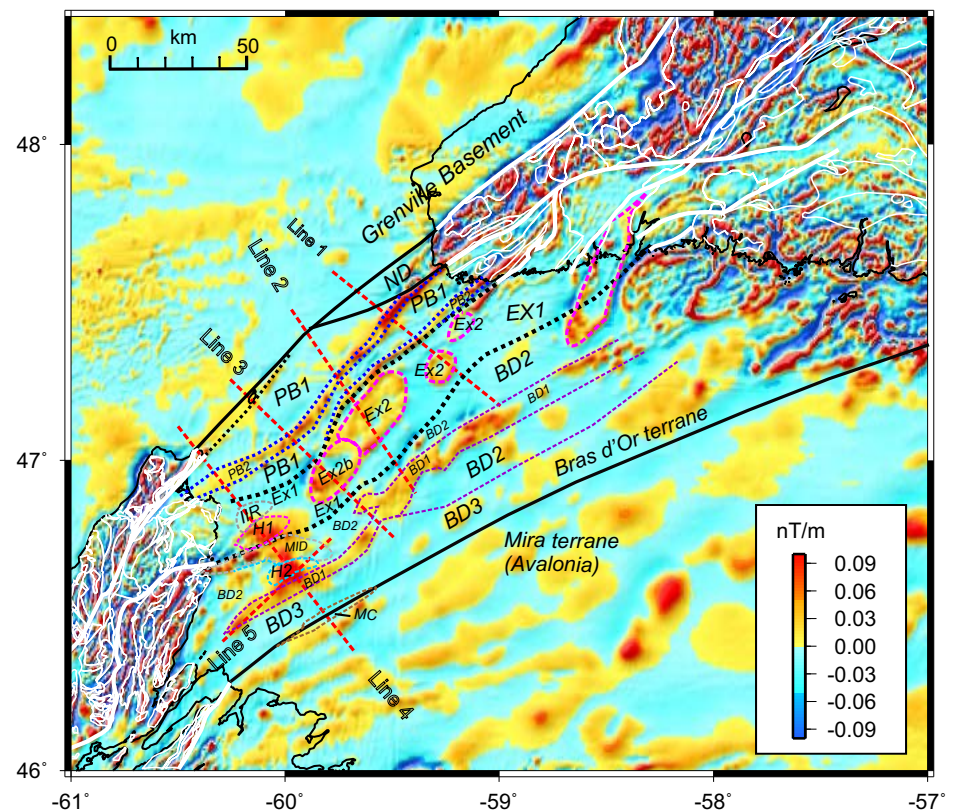 0 km 50
48°
47°
46°
-61° -60° -59° -58° -57°
Grenville Basement
Line 1
Line 2
Line 3
Line 4
Line 5
ND
PB1
PB2
EX1
Ex2
Ex2
PB1
Ex2
BD2
BD1
BD2
PB2
PB1
Ex2b
BD1
BD2
Bras d'Or terrane
Ex1
Ex1
IIR
H1
BD2
BD3
MID
Mira terrane
(Avalonia)
H2
BD1
BD2
BD3
MC
nT/m
0.09
0.06
0.03
0.00
-0.03
-0.06
-0.09